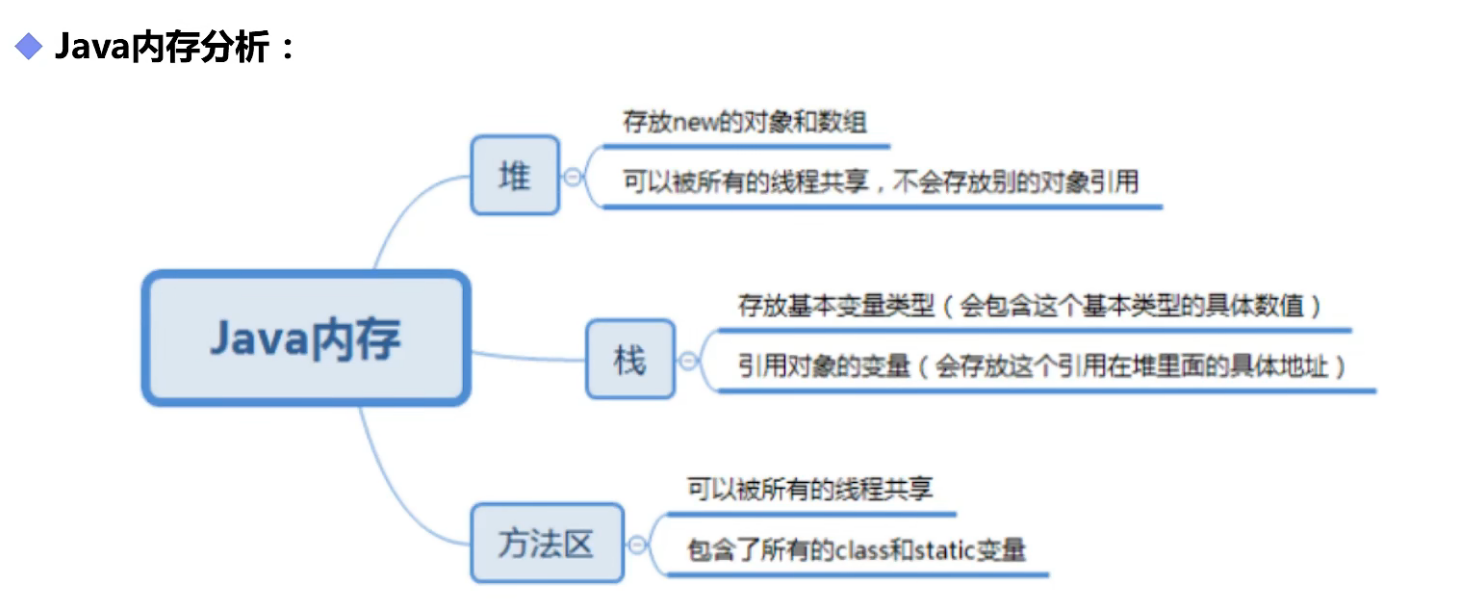 Java内存分析：
存放new的对象和数组
堆
可以被所有的线程共享，不会存放别的对象引用
存放基本变量类型（会包含这个基本类型的具体数值）
Java内存
栈
引用对象的变量（会存放这个引用在堆里面的具体地址）
可以被所有的线程共享
方法区
包含了所有的class和static变量